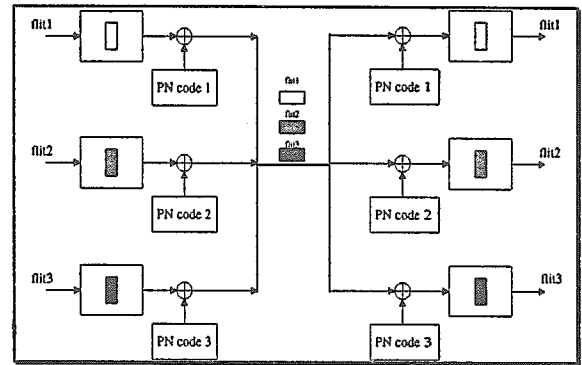 flit1
PN code 1
flit2
PN code 2
flit3
PN code 3
flit1
flit2
flit3
flit1
PN code 1
flit2
PN code 2
flit3
PN code 3